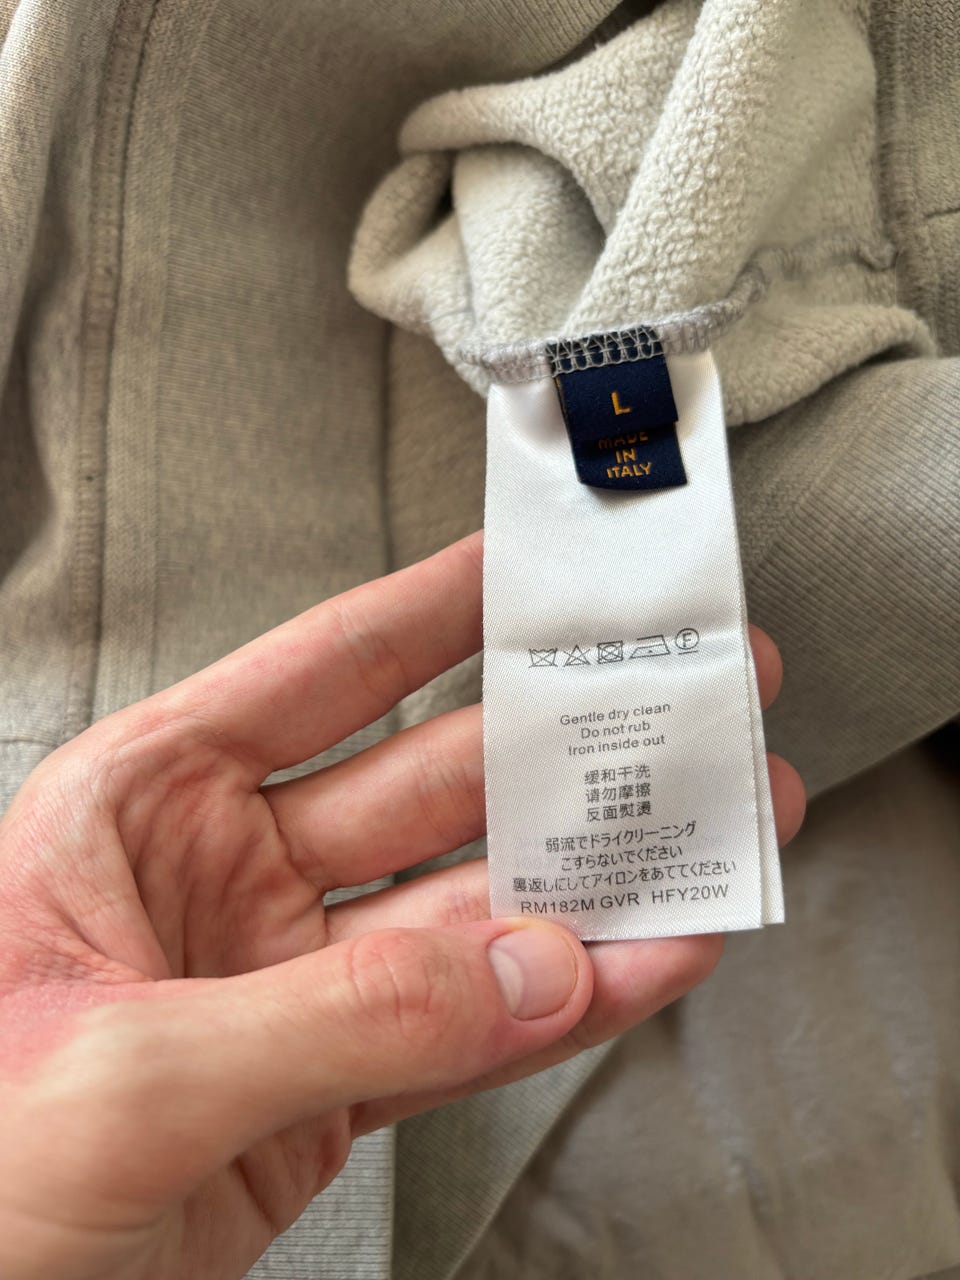 L
MADE
IN
ITALY
F
Gentle dry clean
Do not rub
Iron inside out
缓和干洗
请勿摩擦
反面熨烫
弱流でドライクリーニング
こすらないでください
裏返しにしてアイロンをあててください
RM182M GVR HFY20W